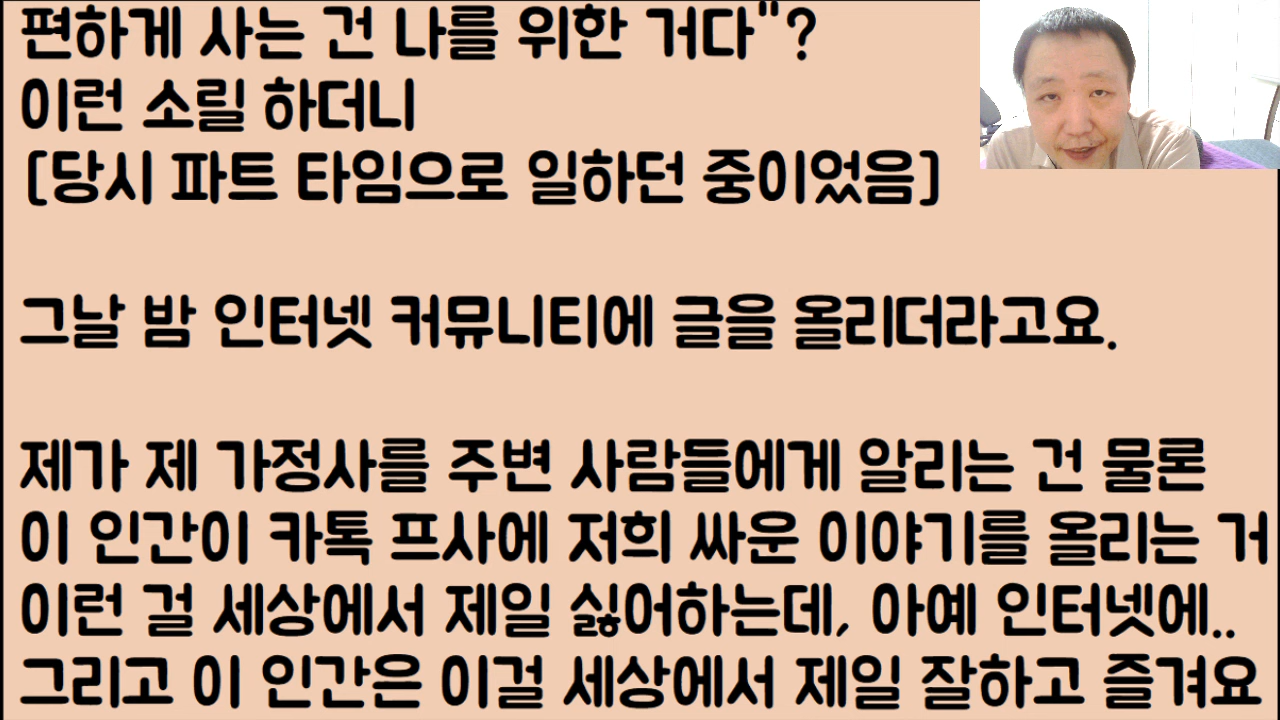 편하게 사는 건 나를 위한 거다"?
이런 소릴 하더니
[당시 파트 타임으로 일하던 중이었음]
그날 밤 인터넷 커뮤니티에 글을 올리더라고요.
제가 제 가정사를 주변 사람들에게 알리는 건 물론
이 인간이 카톡 프사에 저희 싸운 이야기를 올리는 거
이런 걸 세상에서 제일 싫어하는데, 아예 인터넷에..
그리고 이 인간은 이걸 세상에서 제일 잘하고 즐겨요